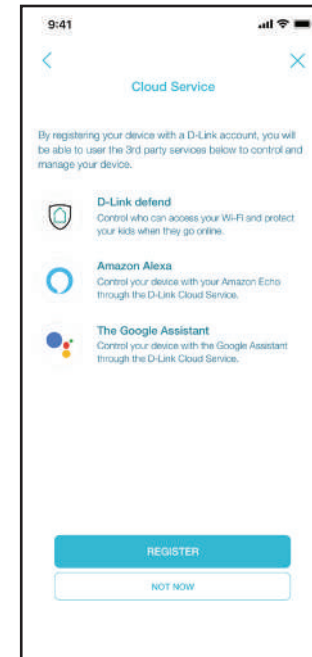 9:41
Cloud Service
By registering your device with a D-Link account, you will
be able to user the 3rd party services below to control and
manage your device.
D-Link defend
Control who can access your Wi-Fi and protect
your kids when they go online.
Amazon Alexa
Control your device with your Amazon Echo
through the D-Link Cloud Service.
The Google Assistant
Control your device with the Google Assistant
through the D-Link Cloud Service.
REGISTER
NOT NOW